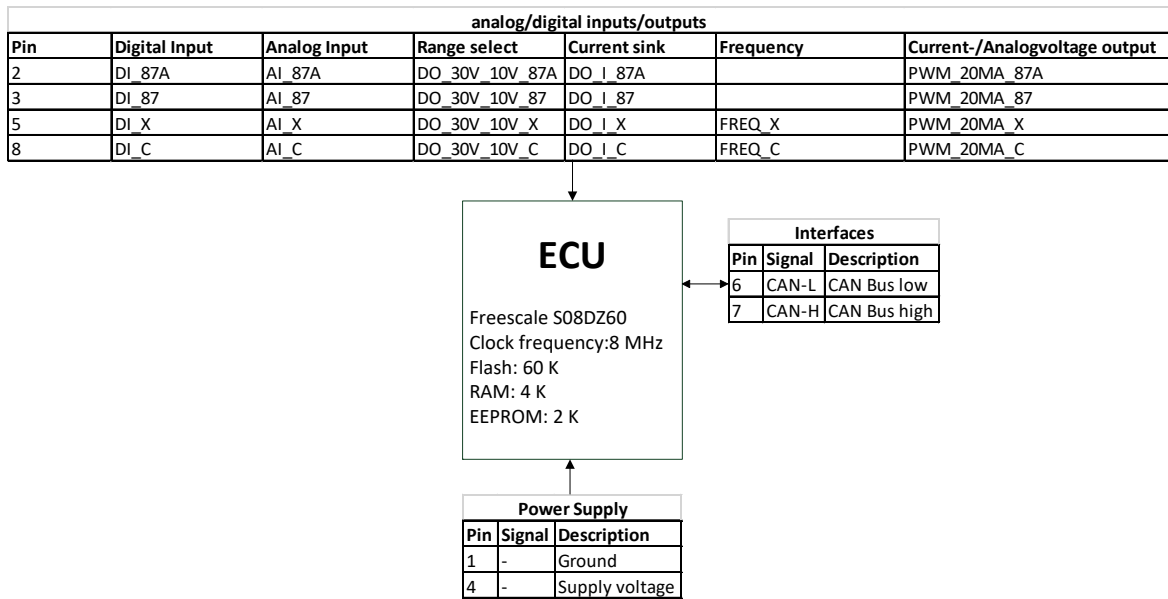 analog/digital inputs/outputs
Pin Digital Input Analog Input Range select Current sink Frequency Current-/Analogvoltage output
2 DI_87A AI_87A DO_30V_10V_87A DO_I_87A PWM_20MA_87A
3 DI_87 AI_87 DO_30V_10V_87 DO_I_87 PWM_20MA_87
5 DI_X AI_X DO_30V_10V_X DO_I_X FREQ_X PWM_20MA_X
8 DI_C AI_C DO_30V_10V_C DO_I_C FREQ_C PWM_20MA_C
ECU
Freescale S08DZ60
Clock frequency:8 MHz
Flash: 60 K
RAM: 4 K
EEPROM: 2 K
Interfaces
Pin Signal Description
6 CAN-L CAN Bus low
7 CAN-H CAN Bus high
Power Supply
Pin Signal Description
1 - Ground
4 - Supply voltage